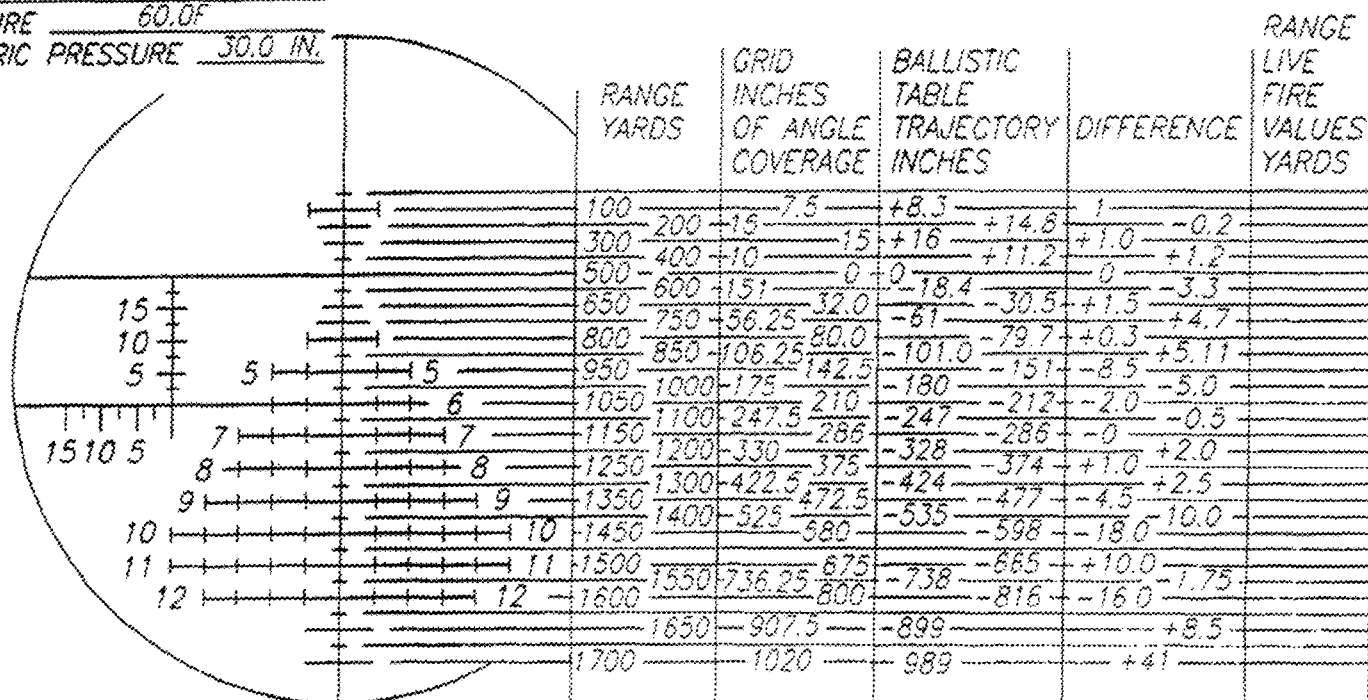 URE 60.0F
RIC PRESSURE 30.0 IN.
RANGE YARDS
GRID INCHES OF ANGLE COVERAGE
BALLISTIC TABLE TRAJECTORY INCHES
DIFFERENCE
RANGE LIVE FIRE VALUES YARDS
100 7.5 +8.3 1
200 15 +14.8 -0.2
300 15 +16 +1.0
400 10 +11.2 +1.2
500 0 0 0
600 151 -18.4 -3.3
650 32.0 -30.5 +1.5
750 56.25 -61 +4.7
800 80.0 -79.7 +0.3
850 106.25 -101.0 +5.11
950 142.5 -151 -8.5
1000 175 -180 -5.0
1050 210 -212 -2.0
1100 247.5 -247 -0.5
1150 286 -286 -0
1200 330 -328 +2.0
1250 375 -374 +1.0
1300 422.5 -424 +2.5
1350 472.5 -477 -4.5
1400 525 -535 -10.0
1450 580 -598 -18.0
1500 675 -665 +10.0
1550 736.25 -738 -1.75
1600 800 -816 -16.0
1650 907.5 -899 +8.5
1700 1020 989 +41
15
10
5
15 10 5
5 5
6
7 7
8 8
9 9
10 10
11 11
12 12